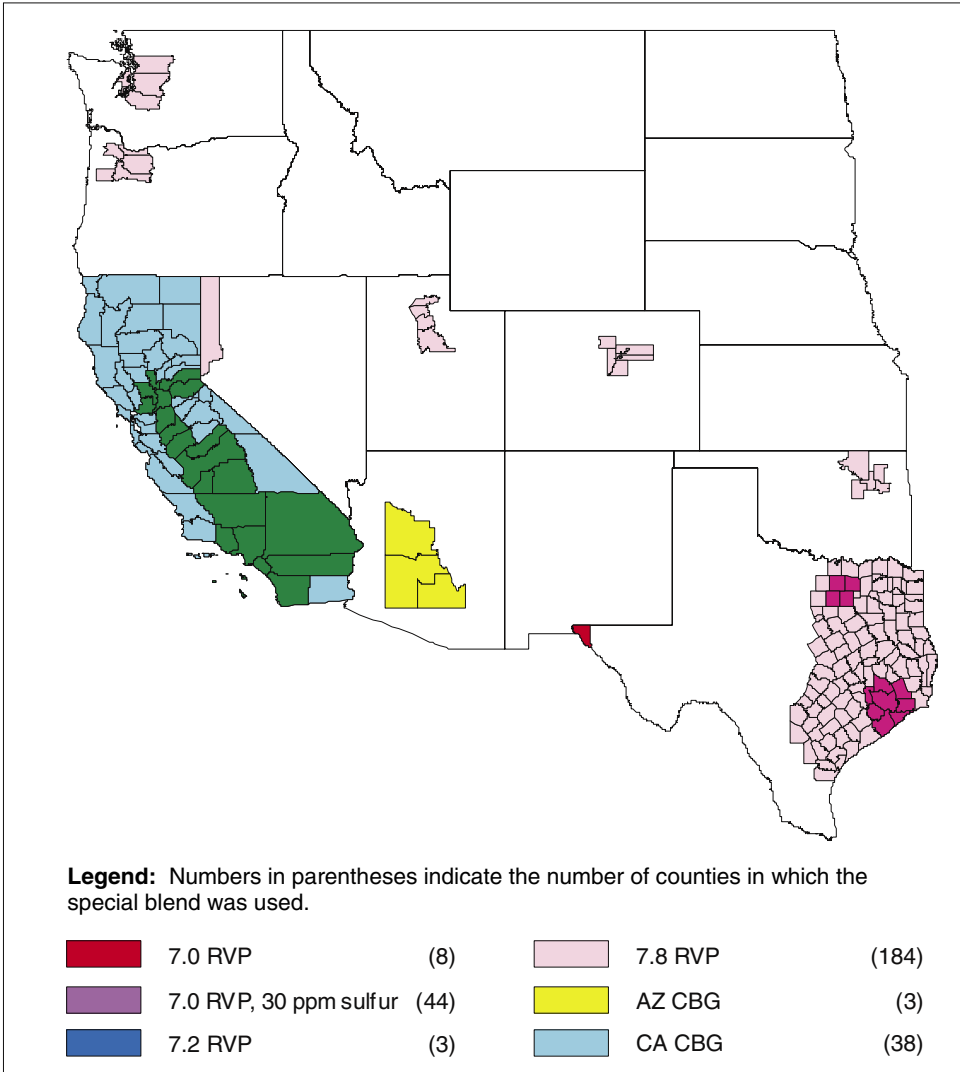 Legend: Numbers in parentheses indicate the number of counties in which the
special blend was used.
7.0 RVP (8)
7.0 RVP, 30 ppm sulfur (44)
7.2 RVP (3)
7.8 RVP (184)
AZ CBG (3)
CA CBG (38)